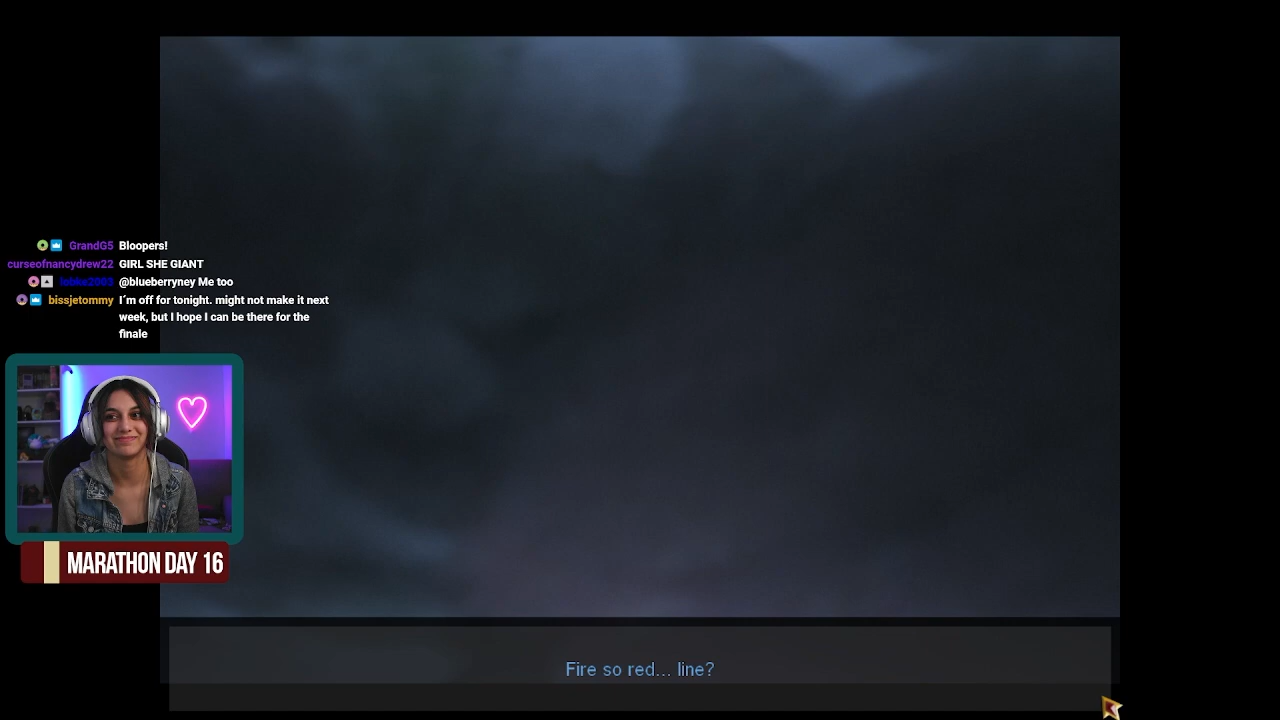 GrandG5 Bloopers!
curseofnancydrew22 GIRL SHE GIANT
@blueberryney Me too
bissjetommy I´m off for tonight. might not make it next
week, but I hope I can be there for the
finale
MARATHON DAY 16
Fire so red... line?